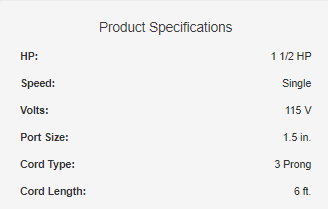 Product Specifications
HP: 1 1/2 HP
Speed: Single
Volts: 115 V
Port Size: 1.5 in.
Cord Type: 3 Prong
Cord Length: 6 ft.